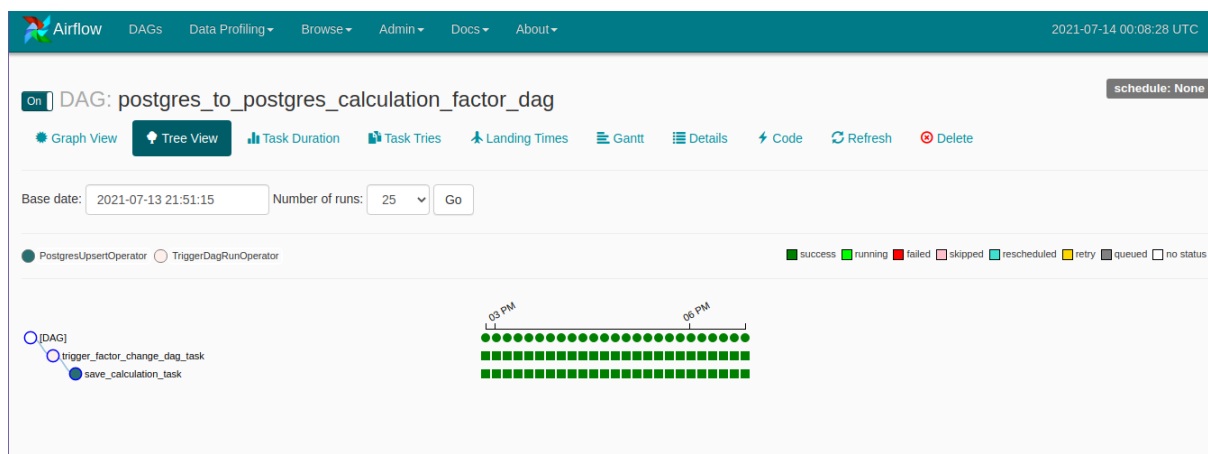 Airflow DAGs Data Profiling Browse Admin Docs About 2021-07-14 00:08:28 UTC
schedule: None
On DAG: postgres_to_postgres_calculation_factor_dag
Graph View Tree View Task Duration Task Tries Landing Times Gantt Details Code Refresh Delete
Base date: 2021-07-13 21:51:15 Number of runs: 25 Go
PostgresUpsertOperator TriggerDagRunOperator success running failed skipped rescheduled retry queued no status
03 PM 06 PM
[DAG]
trigger_factor_change_dag_task
save_calculation_task